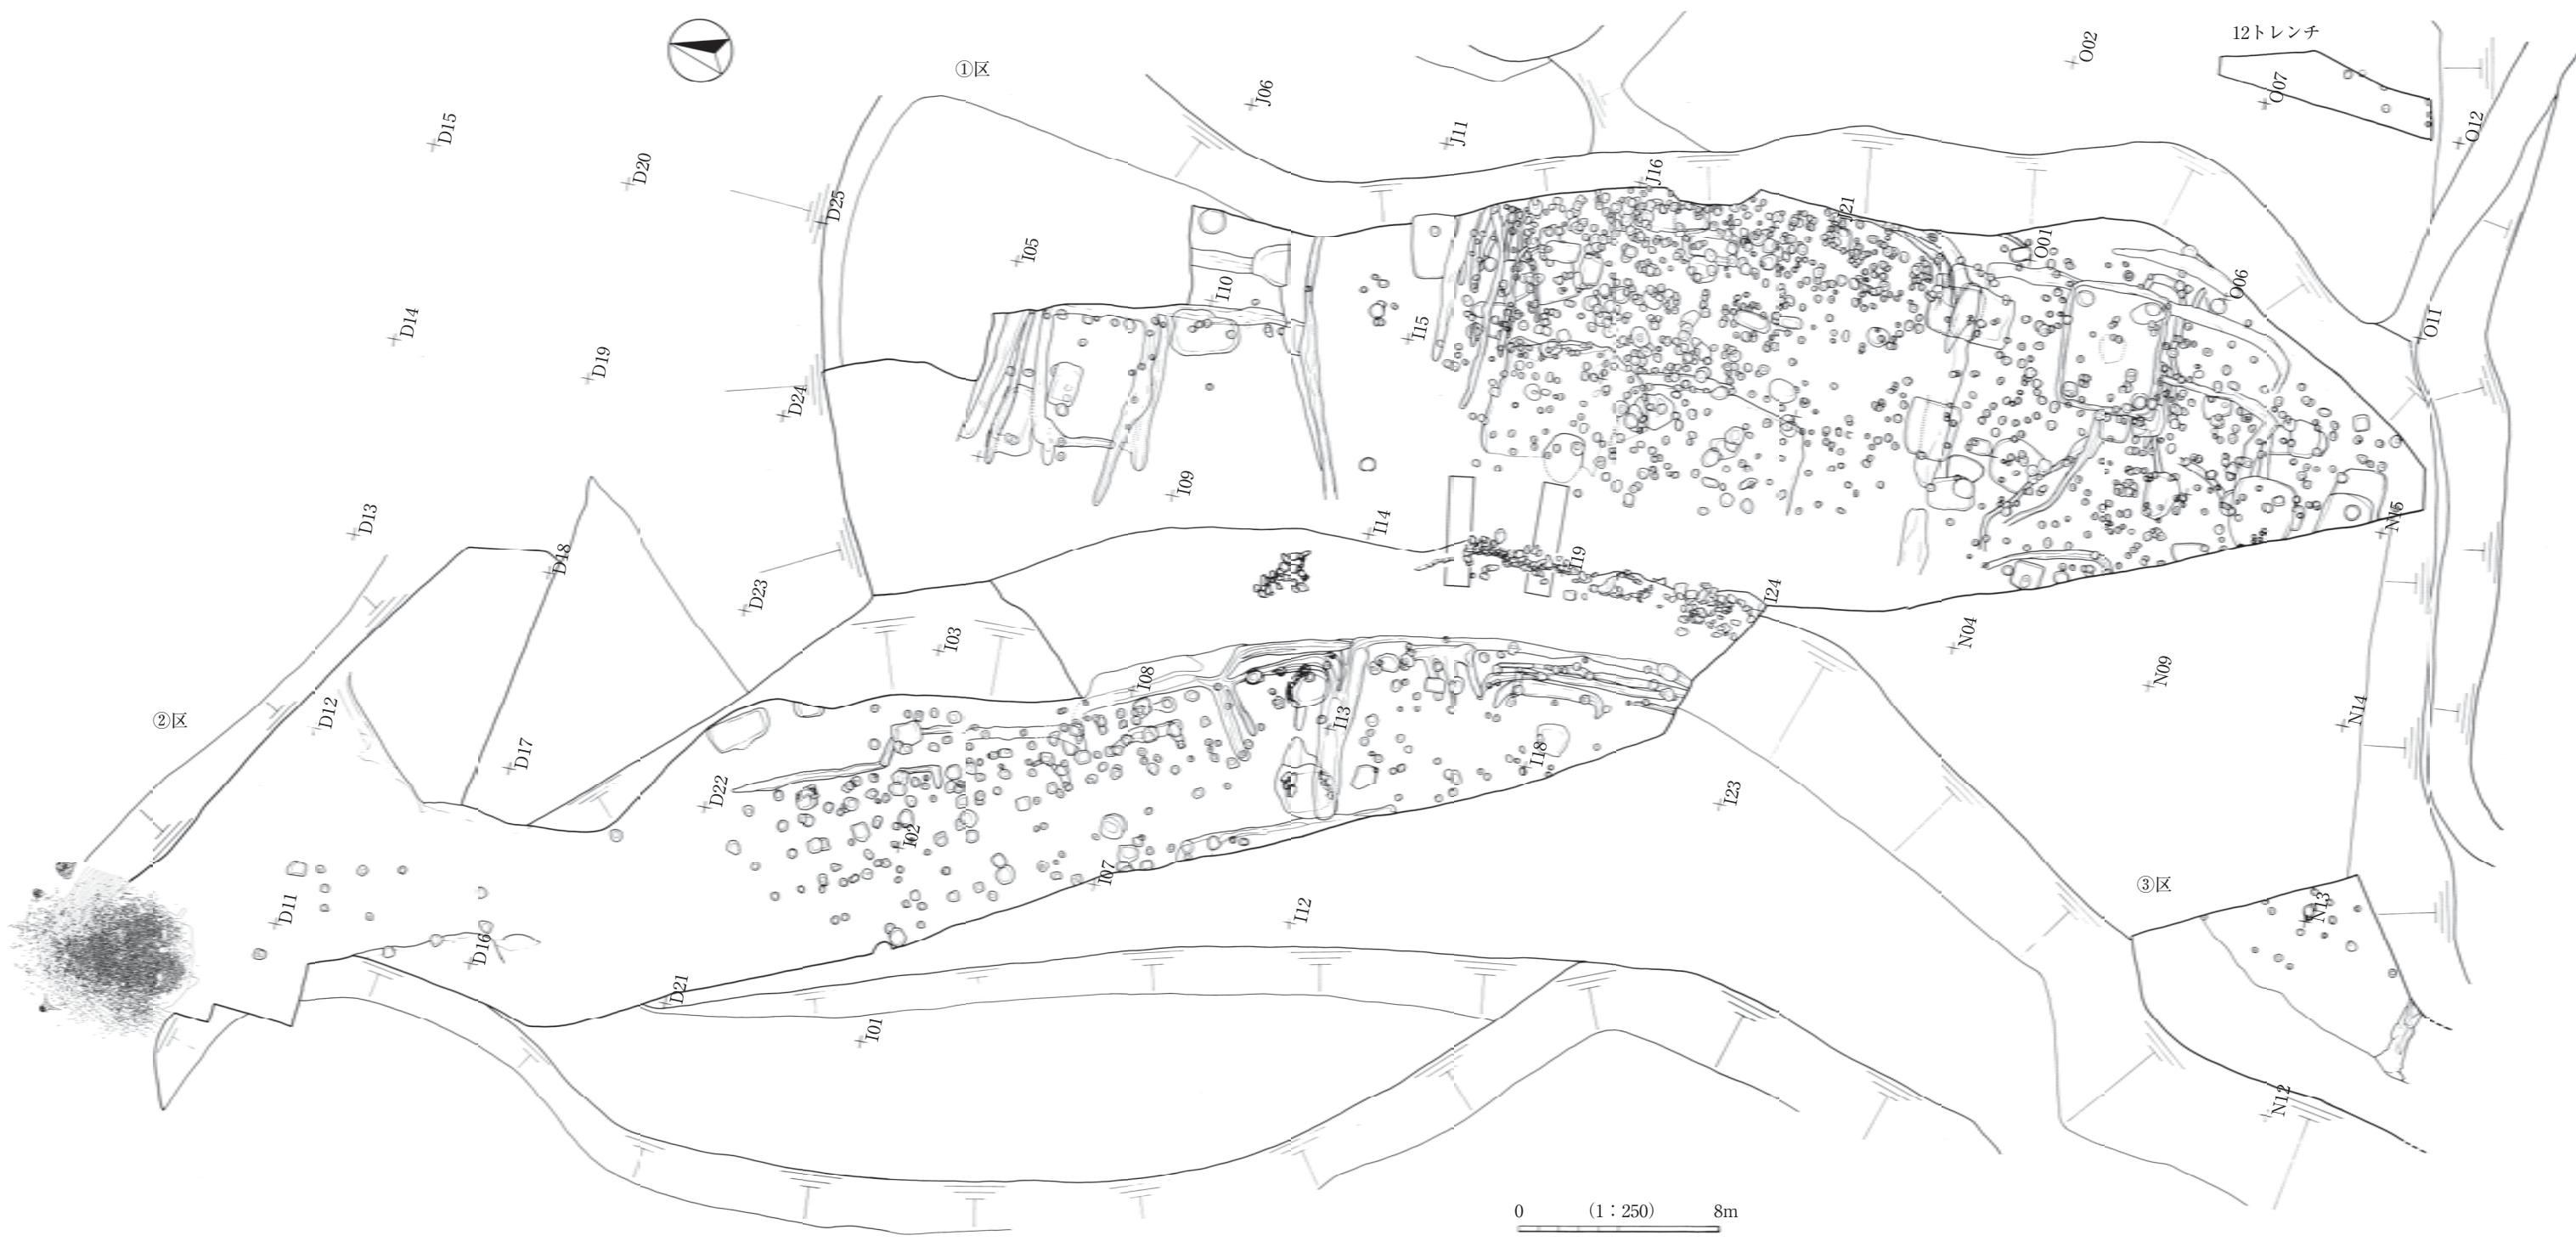 12トレンチ
①区
O02
J06
O07
O12
D15
J11
D20
J16
D25
J21
I05
O01
I10
O06
D14
I15
O11
D19
D24
I09
D13
I14
N15
D18
I19
D23
I24
I03
N04
I08
N09
②区
D12
I13
N14
D17
I18
D22
I23
I02
I07
③区
D11
I12
N13
D16
D21
I01
N12
0 (1：250) 8m